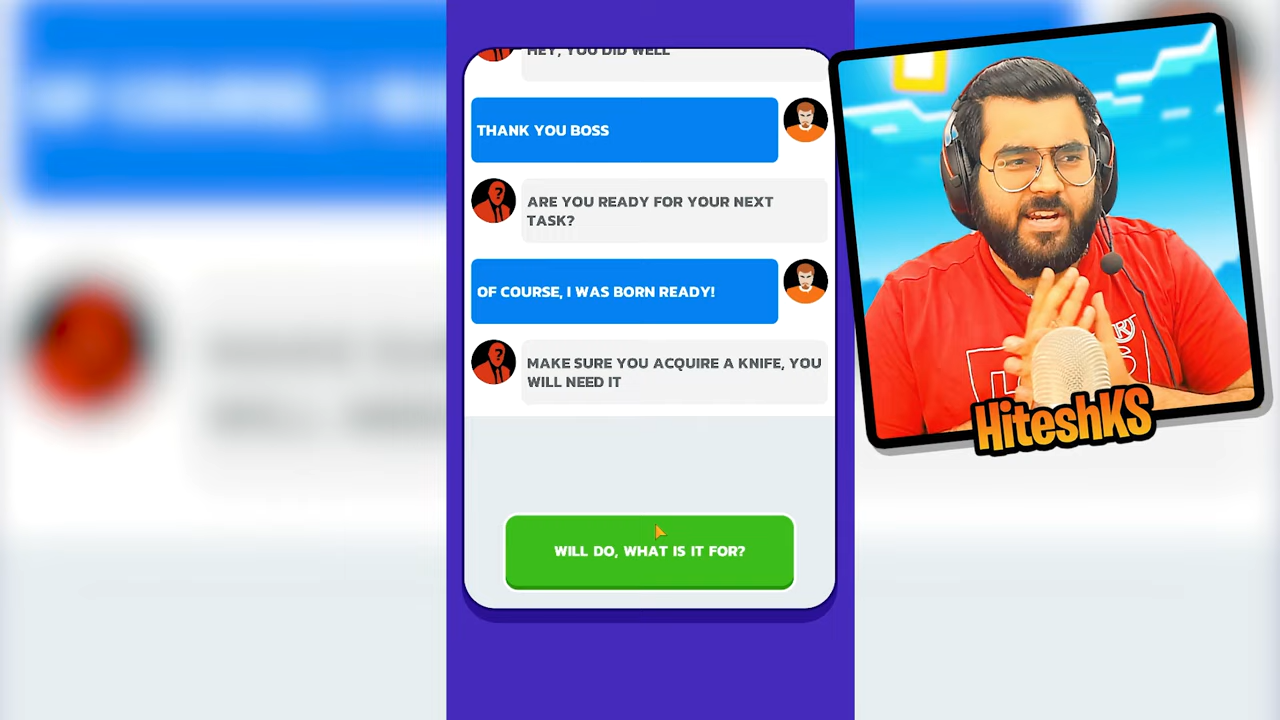 HEY, YOU DID WELL
THANK YOU BOSS
ARE YOU READY FOR YOUR NEXT
TASK?
OF COURSE, I WAS BORN READY!
MAKE SURE YOU ACQUIRE A KNIFE, YOU
WILL NEED IT
WILL DO, WHAT IS IT FOR?
HiteshKS